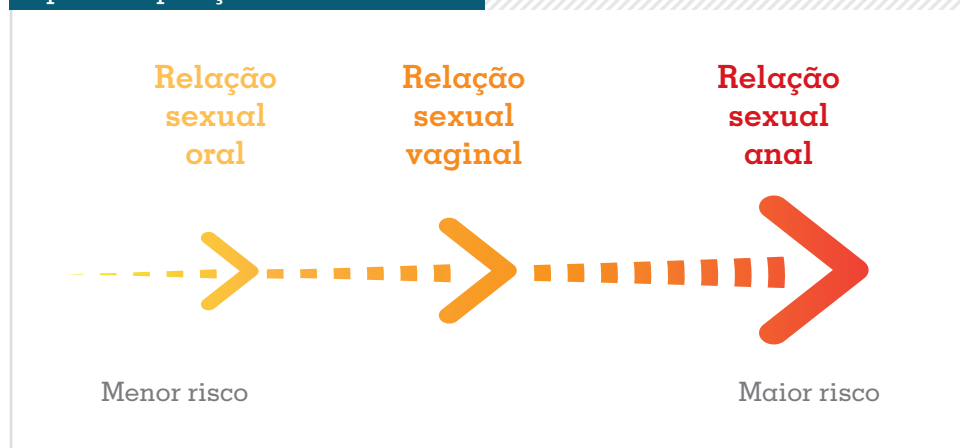 Relação
sexual
oral
Relação
sexual
vaginal
Relação
sexual
anal
Menor risco
Maior risco